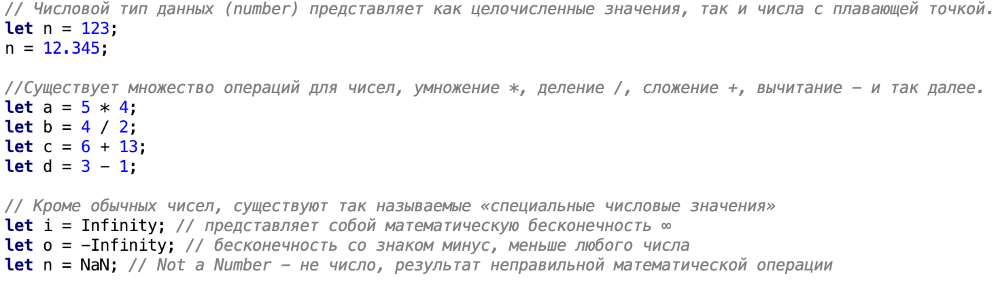 // Числовой тип данных (number) представляет как целочисленные значения, так и числа с плавающей точкой.
let n = 123;
n = 12.345;
//Существует множество операций для чисел, умножение *, деление /, сложение +, вычитание - и так далее.
let a = 5 * 4;
let b = 4 / 2;
let c = 6 + 13;
let d = 3 - 1;
// Кроме обычных чисел, существуют так называемые «специальные числовые значения»
let i = Infinity; // представляет собой математическую бесконечность ∞
let o = -Infinity; // бесконечность со знаком минус, меньше любого числа
let n = NaN; // Not a Number - не число, результат неправильной математической операции